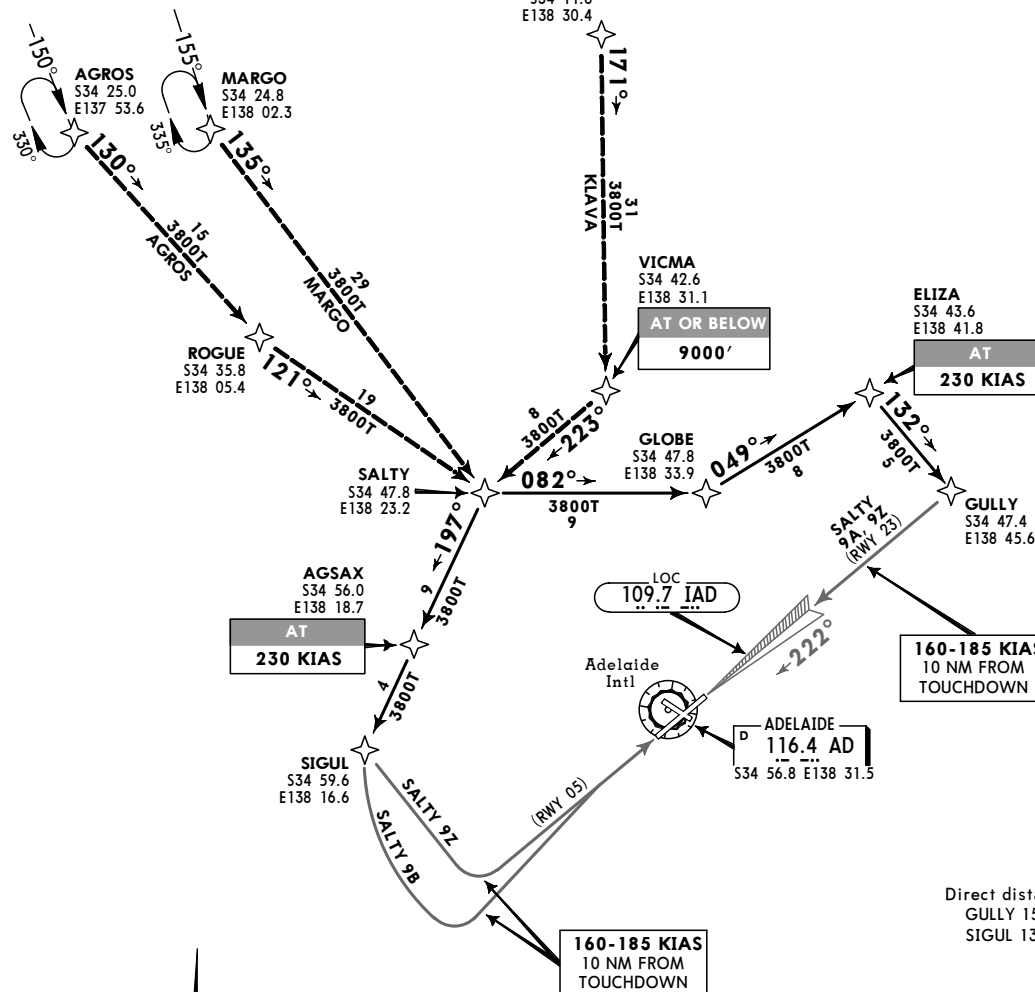 S34 11.8
E138 30.4
150°
AGROS
S34 25.0
E137 53.6
330°
155°
MARGO
S34 24.8
E138 02.3
335°
130°
15
3800T
AGROS
135°
29
3800T
MARGO
171°
31
3800T
KLAVA
VICMA
S34 42.6
E138 31.1
AT OR BELOW
9000′
ELIZA
S34 43.6
E138 41.8
AT
230 KIAS
ROGUE
S34 35.8
E138 05.4
121°
19
3800T
8
3800T
223°
GLOBE
S34 47.8
E138 33.9
049°
3800T
8
132°
3800T
5
SALTY
S34 47.8
E138 23.2
082°
3800T
9
GULLY
S34 47.4
E138 45.6
SALTY
9A, 9Z
(RWY 23)
197°
9
3800T
AGSAX
S34 56.0
E138 18.7
AT
230 KIAS
LOC
109.7 IAD
222°
160-185 KIAS
10 NM FROM
TOUCHDOWN
Adelaide
Intl
4
3800T
ADELAIDE
D
116.4 AD
S34 56.8 E138 31.5
SIGUL
S34 59.6
E138 16.6
SALTY 9Z
SALTY 9B
(RWY 05)
Direct dista
GULLY 15
SIGUL 13
160-185 KIAS
10 NM FROM
TOUCHDOWN